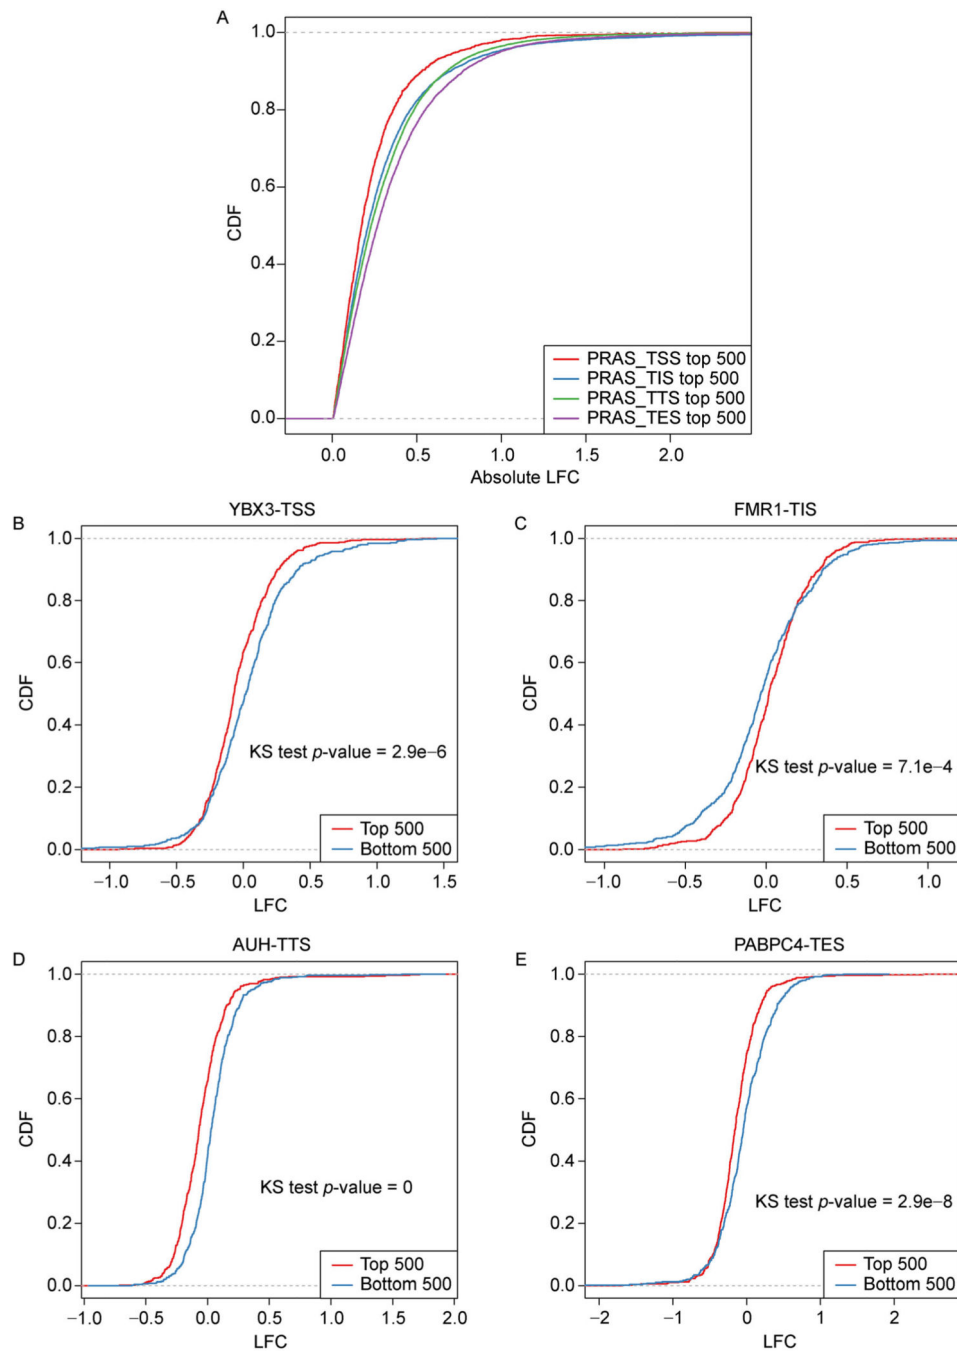 A
1.0
0.8
0.6
0.4
0.2
0.0
CDF
PRAS_TSS top 500
PRAS_TIS top 500
PRAS_TTS top 500
PRAS_TES top 500
0.0 0.5 1.0 1.5 2.0
Absolute LFC
B
YBX3-TSS
1.0
0.8
0.6
0.4
0.2
0.0
CDF
KS test p-value = 2.9e−6
Top 500
Bottom 500
−1.0 −0.5 0.0 0.5 1.0 1.5
LFC
C
FMR1-TIS
1.0
0.8
0.6
0.4
0.2
0.0
CDF
KS test p-value = 7.1e−4
Top 500
Bottom 500
−1.0 −0.5 0.0 0.5 1.0
LFC
D
AUH-TTS
1.0
0.8
0.6
0.4
0.2
0.0
CDF
KS test p-value = 0
Top 500
Bottom 500
−1.0 −0.5 0.0 0.5 1.0 1.5 2.0
LFC
E
PABPC4-TES
1.0
0.8
0.6
0.4
0.2
0.0
CDF
KS test p-value = 2.9e−8
Top 500
Bottom 500
−2 −1 0 1 2
LFC